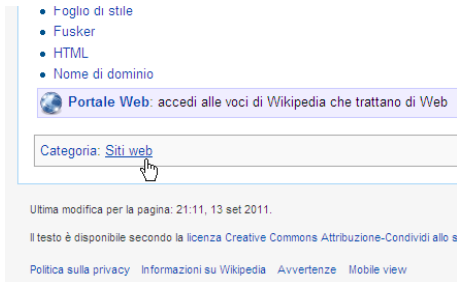 Foglio di stile
Fusker
HTML
Nome di dominio
Portale Web: accedi alle voci di Wikipedia che trattano di Web
Categoria: Siti web
Ultima modifica per la pagina: 21:11, 13 set 2011.
Il testo è disponibile secondo la licenza Creative Commons Attribuzione-Condividi allo s
Politica sulla privacy Informazioni su Wikipedia Avvertenze Mobile view